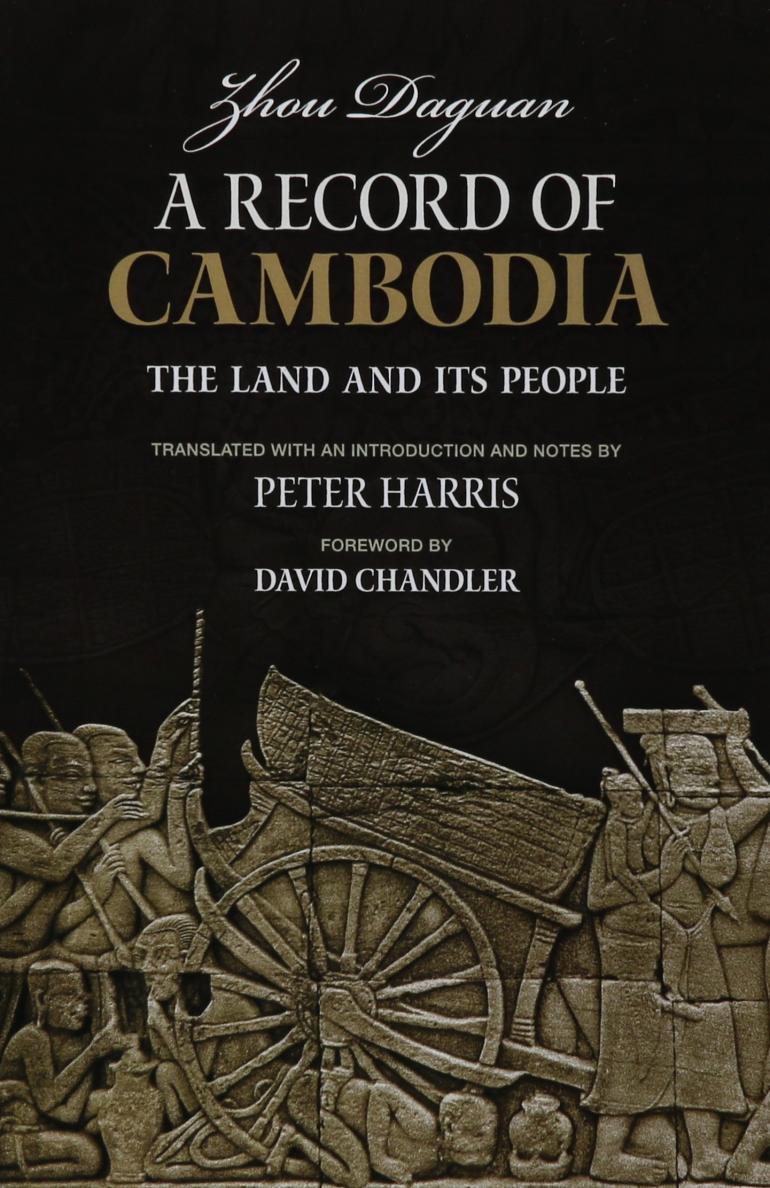 Zhou Daguan
A RECORD OF
CAMBODIA
THE LAND AND ITS PEOPLE
TRANSLATED WITH AN INTRODUCTION AND NOTES BY
PETER HARRIS
FOREWORD BY
DAVID CHANDLER